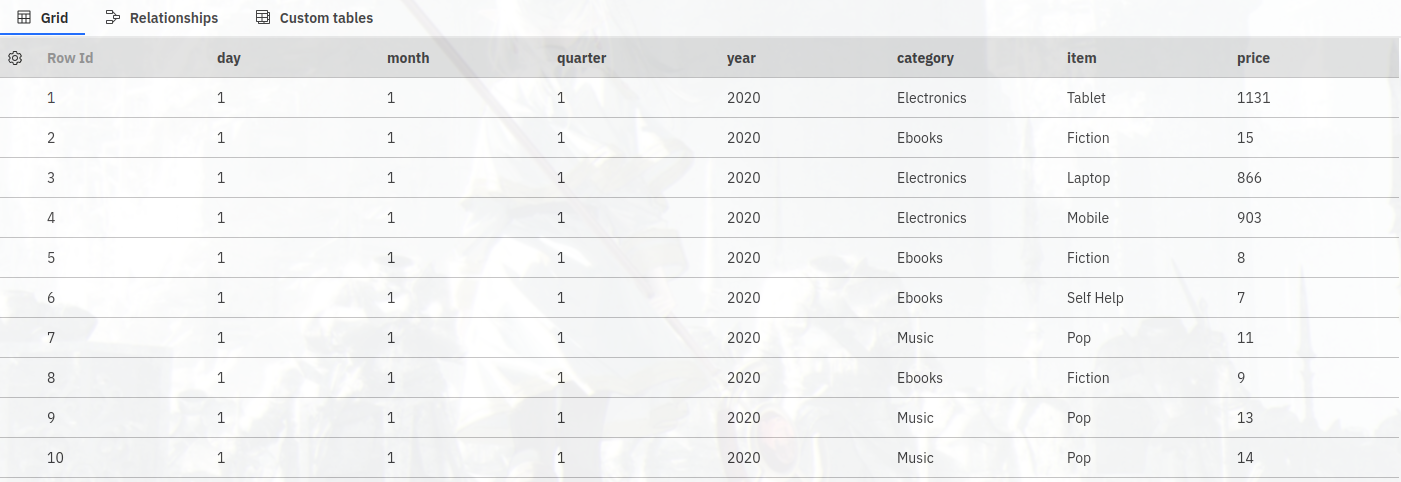 Grid Relationships Custom tables
Row Id day month quarter year category item price
1 1 1 1 2020 Electronics Tablet 1131
2 1 1 1 2020 Ebooks Fiction 15
3 1 1 1 2020 Electronics Laptop 866
4 1 1 1 2020 Electronics Mobile 903
5 1 1 1 2020 Ebooks Fiction 8
6 1 1 1 2020 Ebooks Self Help 7
7 1 1 1 2020 Music Pop 11
8 1 1 1 2020 Ebooks Fiction 9
9 1 1 1 2020 Music Pop 13
10 1 1 1 2020 Music Pop 14